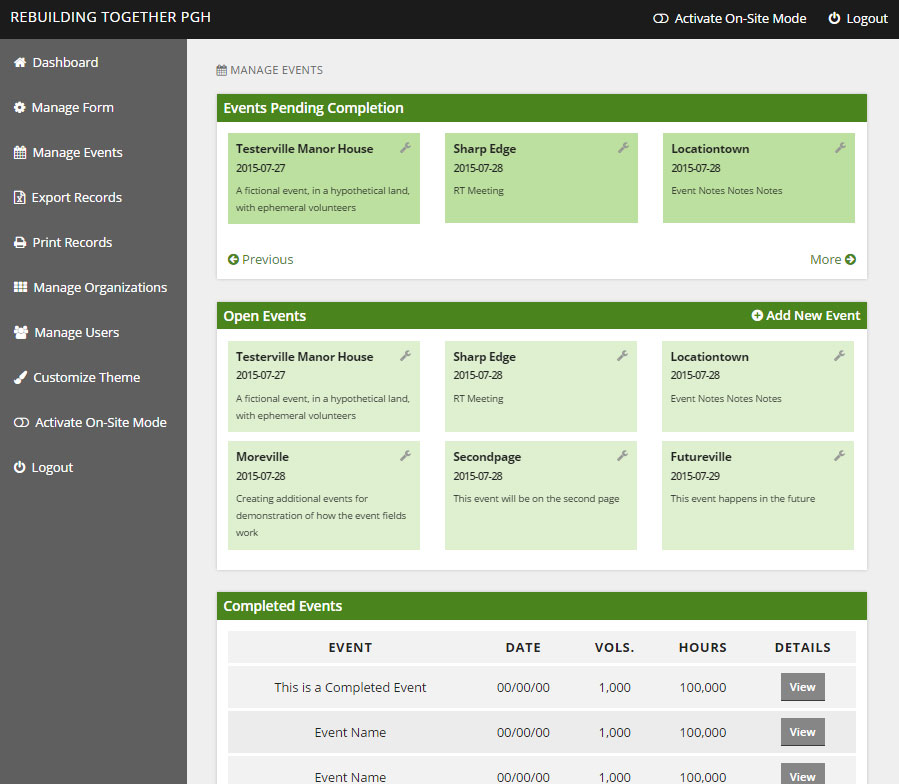 REBUILDING TOGETHER PGH
Activate On-Site Mode
Logout
Dashboard
Manage Form
Manage Events
Export Records
Print Records
Manage Organizations
Manage Users
Customize Theme
Activate On-Site Mode
Logout
MANAGE EVENTS
Events Pending Completion
Testerville Manor House
2015-07-27
A fictional event, in a hypothetical land,
with ephemeral volunteers
Sharp Edge
2015-07-28
RT Meeting
Locationtown
2015-07-28
Event Notes Notes Notes
Previous
More
Open Events
Add New Event
Testerville Manor House
2015-07-27
A fictional event, in a hypothetical land,
with ephemeral volunteers
Sharp Edge
2015-07-28
RT Meeting
Locationtown
2015-07-28
Event Notes Notes Notes
Moreville
2015-07-28
Creating additional events for
demonstration of how the event fields
work
Secondpage
2015-07-28
This event will be on the second page
Futureville
2015-07-29
This event happens in the future
Completed Events
EVENT DATE VOLS. HOURS DETAILS
This is a Completed Event 00/00/00 1,000 100,000 View
Event Name 00/00/00 1,000 100,000 View
Event Name 00/00/00 1,000 100,000 View